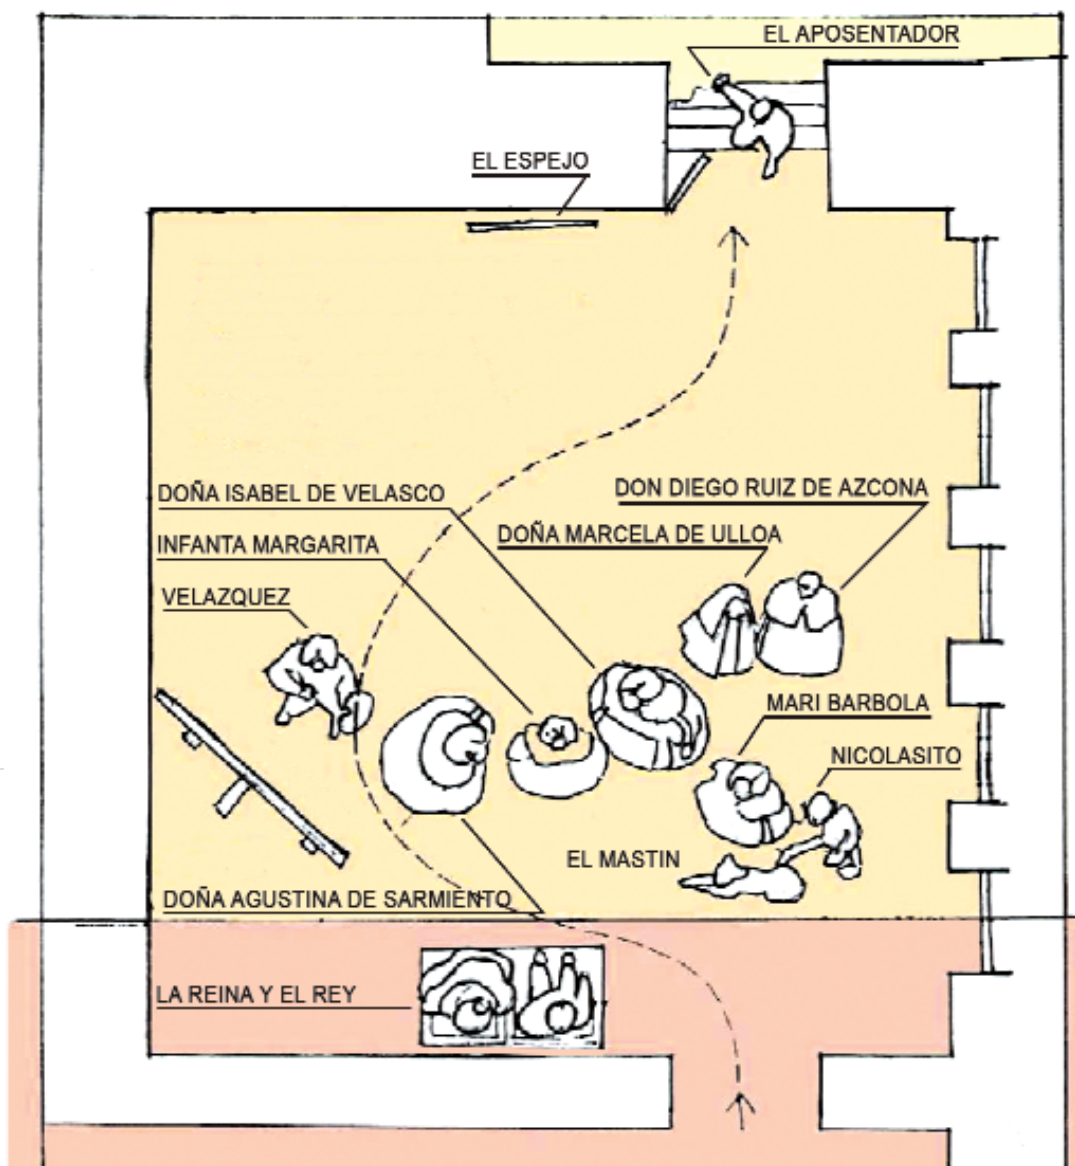 EL APOSENTADOR
EL ESPEJO
DOÑA ISABEL DE VELASCO
DON DIEGO RUIZ DE AZCONA
DOÑA MARCELA DE ULLOA
INFANTA MARGARITA
VELAZQUEZ
MARI BARBOLA
NICOLASITO
EL MASTIN
DOÑA AGUSTINA DE SARMIENTO
LA REINA Y EL REY